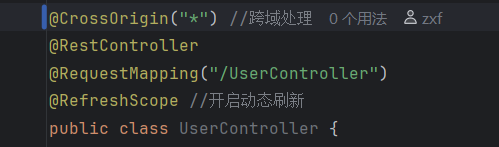 @CrossOrigin("*") //跨域处理 0 个用法 zxf
@RestController
@RequestMapping("/UserController")
@RefreshScope //开启动态刷新
public class UserController {